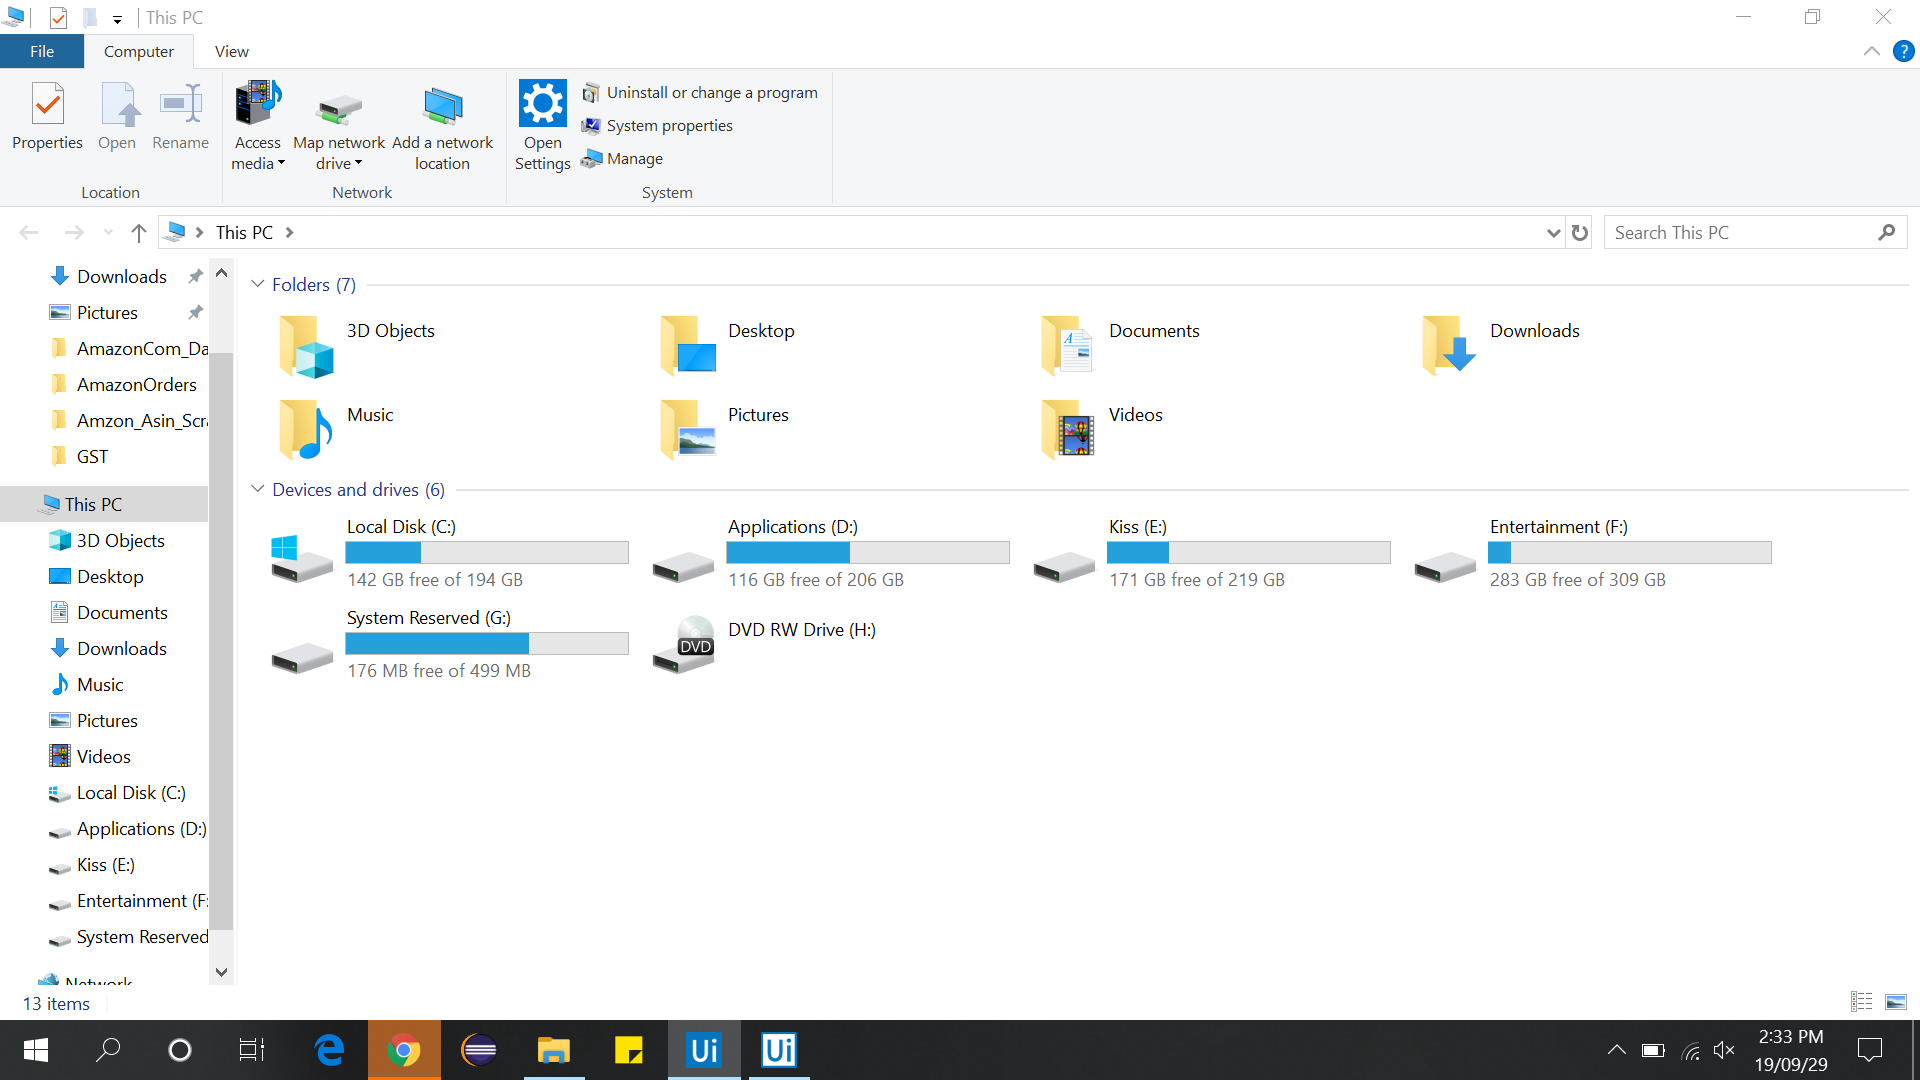 This PC
File
Computer
View
Properties
Open
Rename
Access
media
Map network
drive
Add a network
location
Open
Settings
Uninstall or change a program
System properties
Manage
Location
Network
System
This PC
Search This PC
Downloads
Pictures
AmazonCom_Da
AmazonOrders
Amzon_Asin_Scra
GST
This PC
3D Objects
Desktop
Documents
Downloads
Music
Pictures
Videos
Local Disk (C:)
Applications (D:)
Kiss (E:)
Entertainment (F:
System Reserved
Network
Folders (7)
3D Objects
Desktop
Documents
Downloads
Music
Pictures
Videos
Devices and drives (6)
Local Disk (C:)
142 GB free of 194 GB
Applications (D:)
116 GB free of 206 GB
Kiss (E:)
171 GB free of 219 GB
Entertainment (F:)
283 GB free of 309 GB
System Reserved (G:)
176 MB free of 499 MB
DVD
DVD RW Drive (H:)
13 items
Ui
Ui
2:33 PM
19/09/29